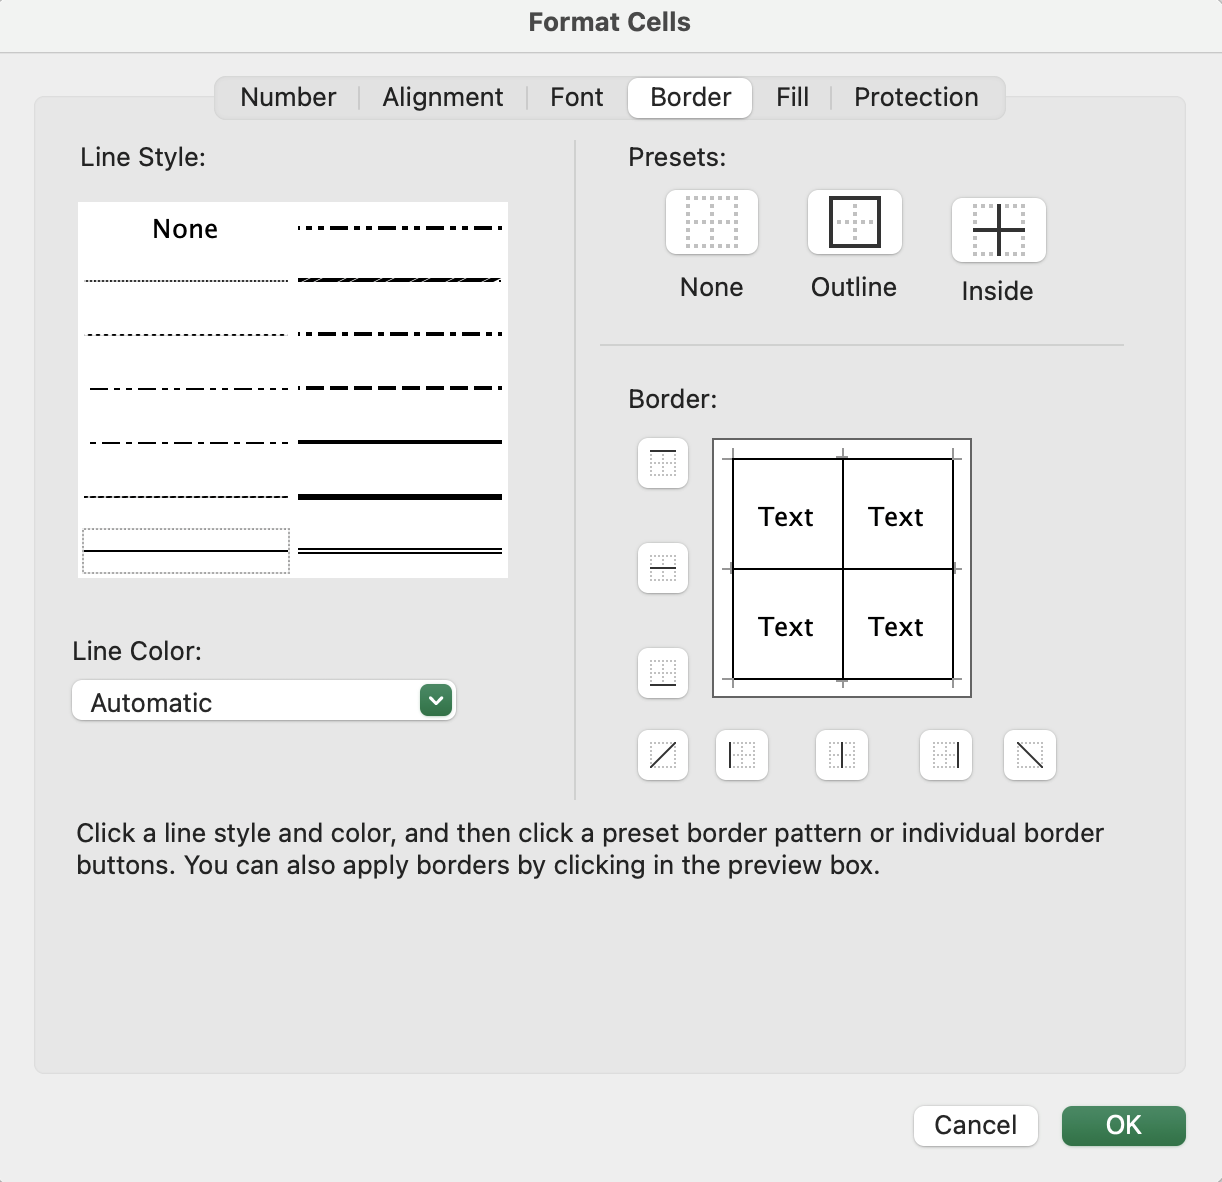 Format Cells
Number Alignment Font Border Fill Protection
Line Style:
None
Line Color:
Automatic
Presets:
None Outline Inside
Border:
Text Text
Text Text
Click a line style and color, and then click a preset border pattern or individual border
buttons. You can also apply borders by clicking in the preview box.
Cancel OK